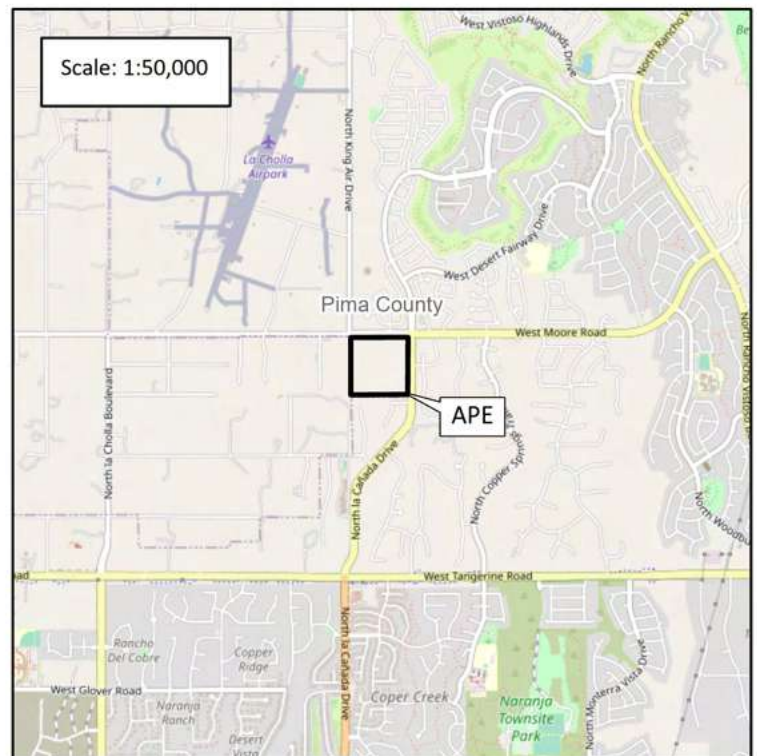 West Vistoso Highlands Drive
Scale: 1:50,000
North Rancho V
Be
La Cholla
Airpark
North King Air Drive
West Desert Fairway Drive
Pima County
West Moore Road
North la Cholla Boulevard
APE
North la Cañada Drive
North Copper Springs Trail
North Rancho Vistoso
North Woodbu
ad
West Tangerine Road
Rancho
Del Cobre
Copper
Ridge
North la Cañada Drive
West Glover Road
Naranja
Ranch
Coper Creek
Naranja
Townsite
Park
North Monterra Vista Drive
Desert
Vista